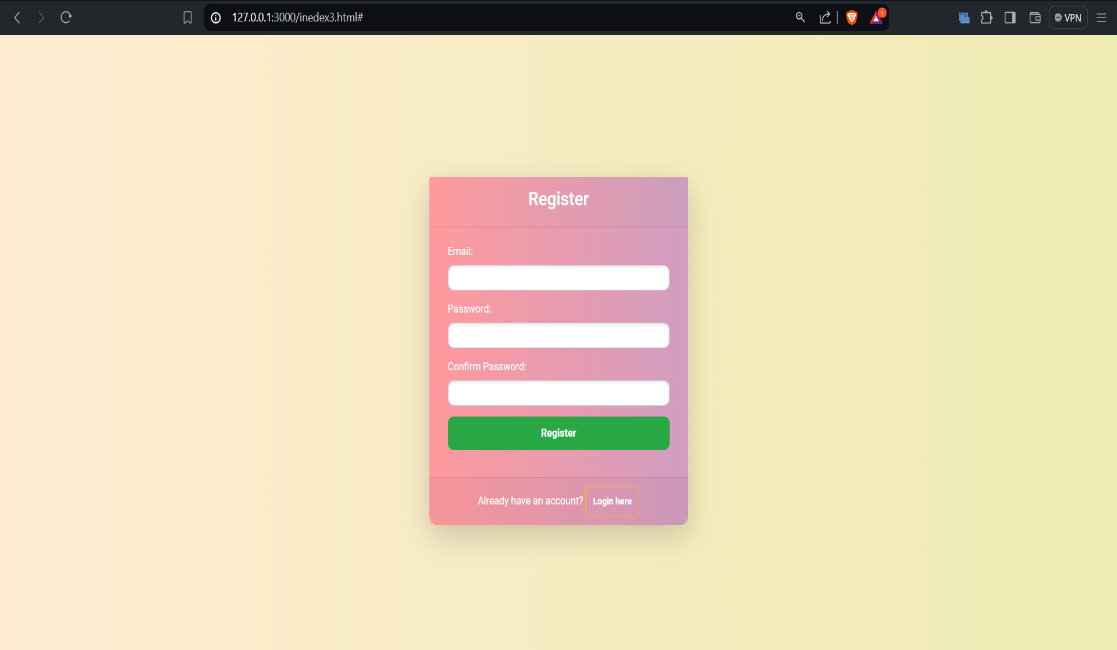 127.0.0.1:3000/inedex3.html#
VPN
Register
Email:
Password:
Confirm Password:
Register
Already have an account? Login here